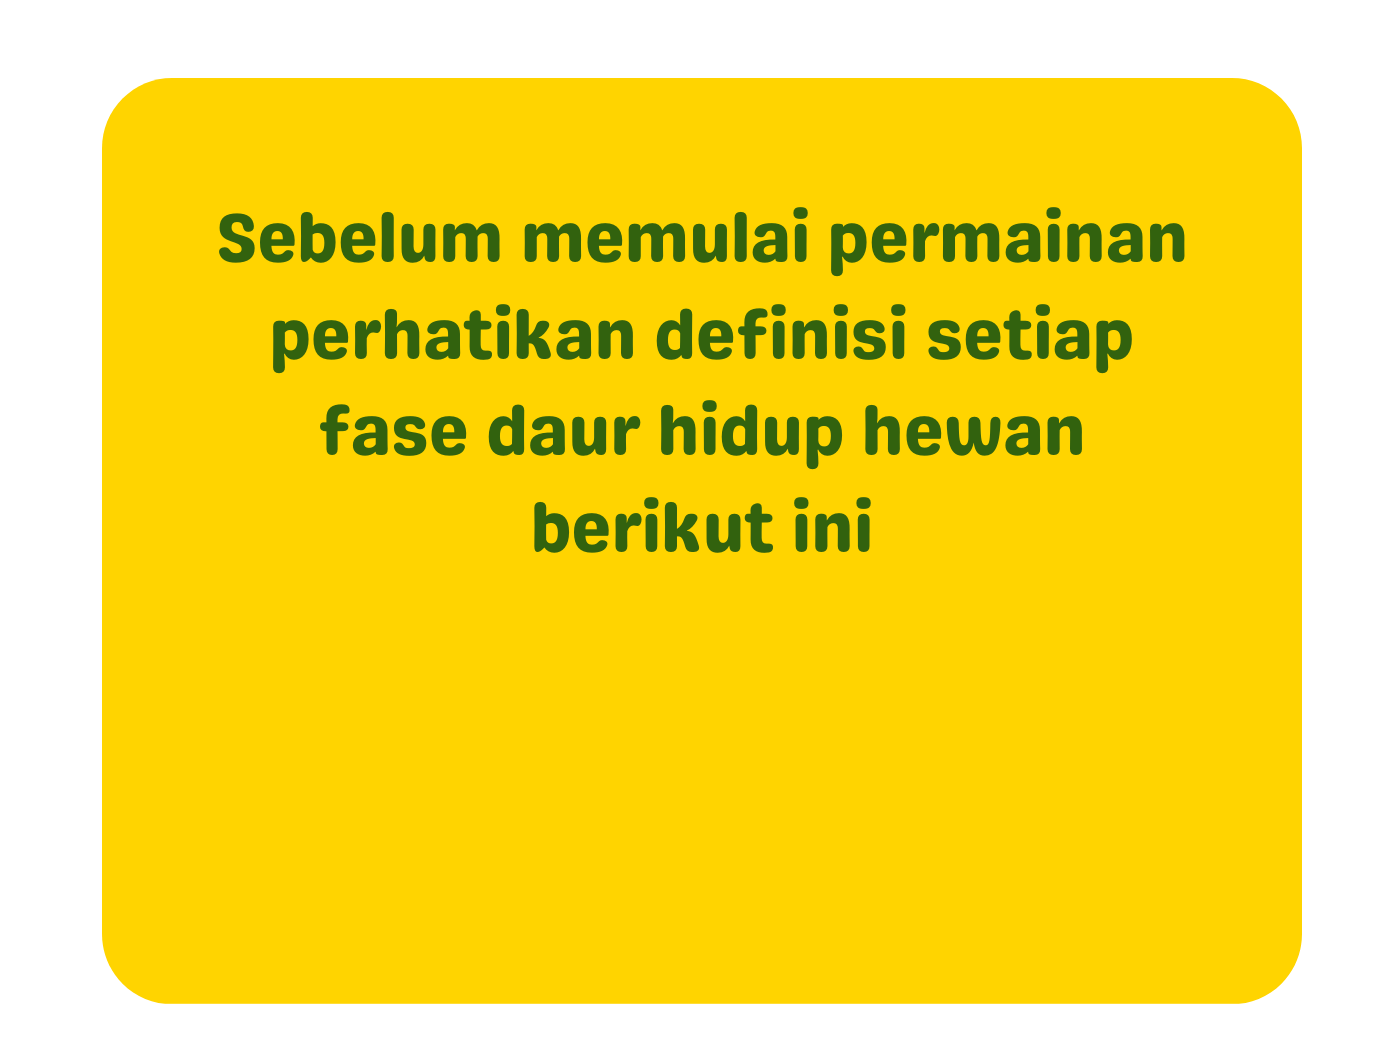 Sebelum memulai permainan
perhatikan definisi setiap
fase daur hidup hewan
berikut ini